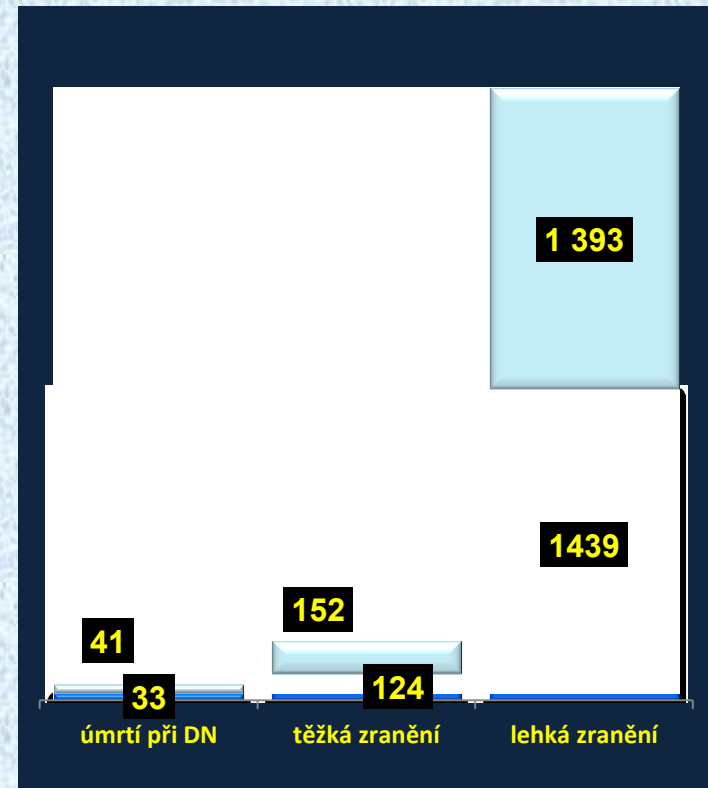 1 393
1439
152
41
124
33
úmrtí při DN
těžká zranění
lehká zranění